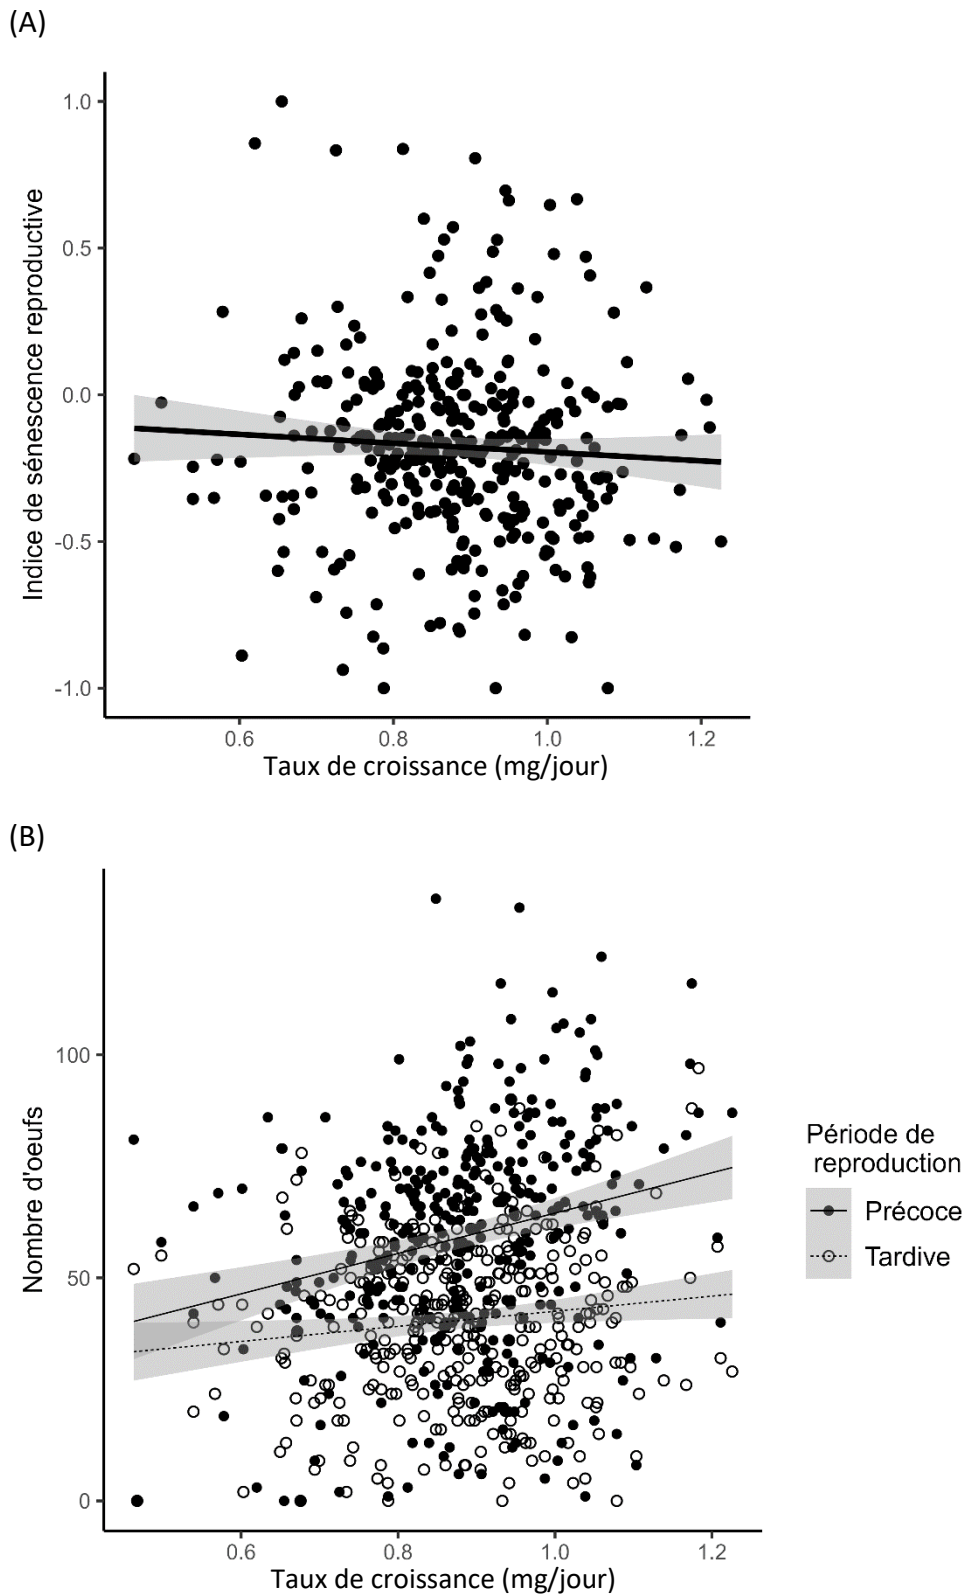 (A)
1.0
0.5
0.0
-0.5
-1.0
Indice de sénescence reproductive
0.6 0.8 1.0 1.2
Taux de croissance (mg/jour)
(B)
100
50
0
Nombre d'oeufs
0.6 0.8 1.0 1.2
Taux de croissance (mg/jour)
Période de
reproduction
Précoce
Tardive